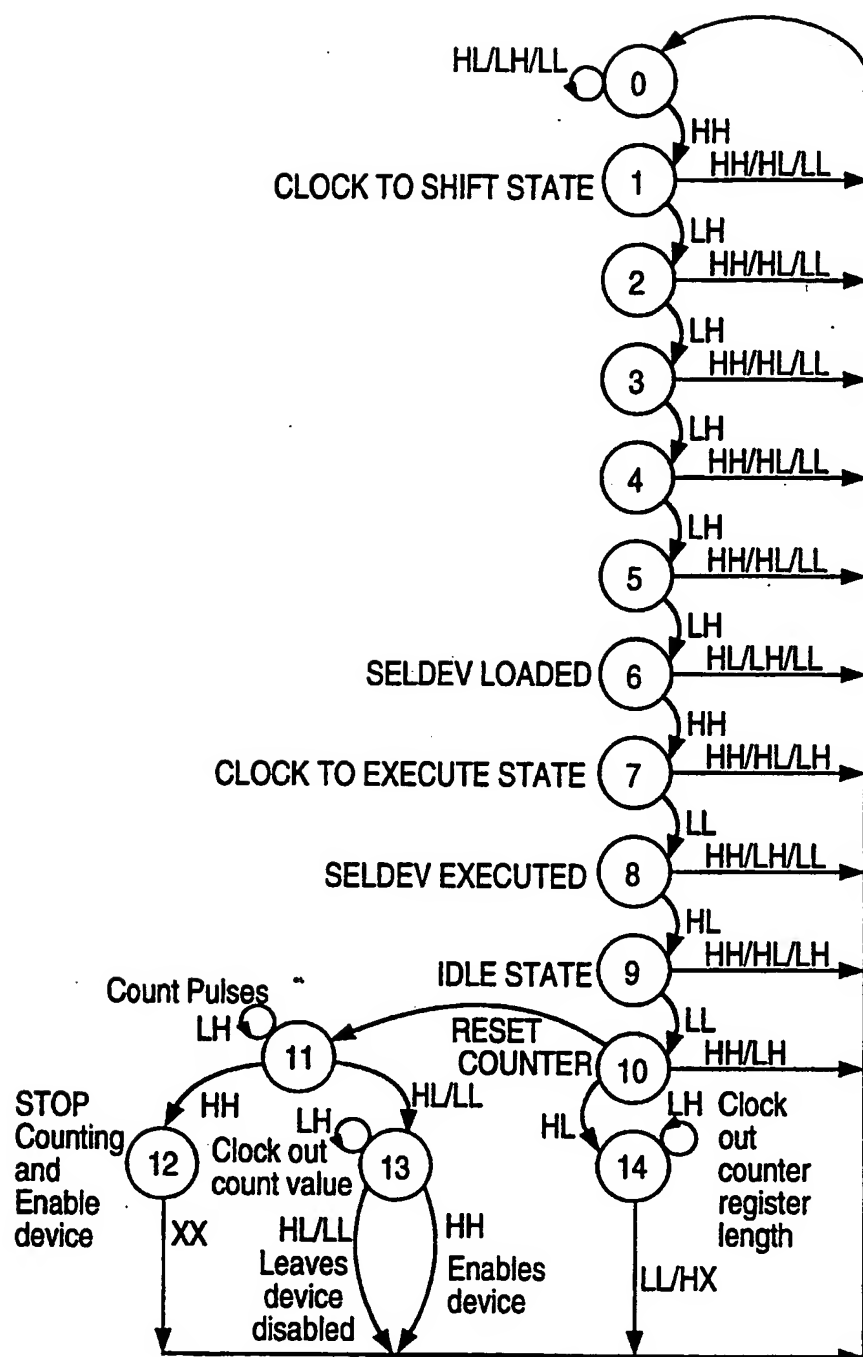 HL/LH/LL
0
HH
CLOCK TO SHIFT STATE
1
HH/HL/LL
LH
2
HH/HL/LL
LH
3
HH/HL/LL
LH
4
HH/HL/LL
LH
5
HH/HL/LL
LH
SELDEV LOADED
6
HL/LH/LL
HH
CLOCK TO EXECUTE STATE
7
HH/HL/LH
LL
SELDEV EXECUTED
8
HH/LH/LL
HL
IDLE STATE
9
HH/HL/LH
LL
Count Pulses
LH
11
RESET
COUNTER
10
HH/LH
HH
HL/LL
HL
STOP
Counting
and
Enable
device
12
LH
Clock out
count value
13
14
LH
Clock
out
counter
register
length
XX
HL/LL
Leaves
device
disabled
HH
Enables
device
LL/HX